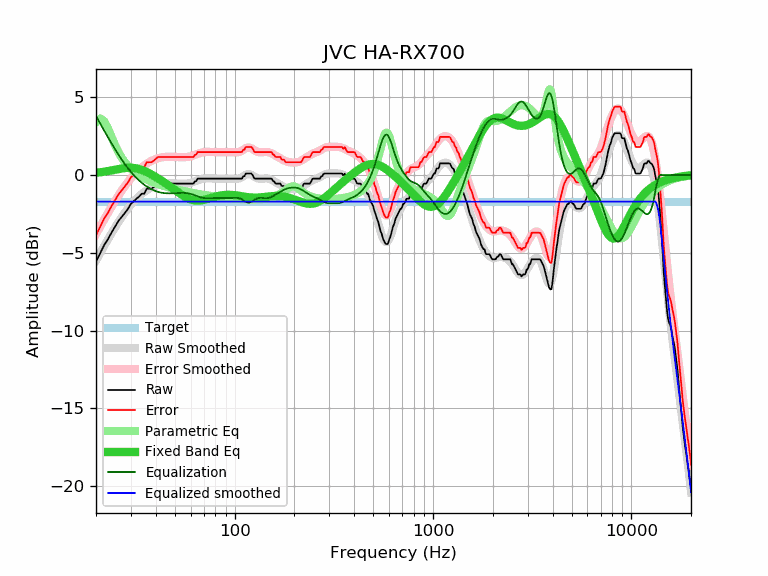 JVC HA-RX700
Amplitude (dBr)
5
0
−5
−10
−15
−20
Target
Raw Smoothed
Error Smoothed
Raw
Error
Parametric Eq
Fixed Band Eq
Equalization
Equalized smoothed
100
1000
10000
Frequency (Hz)